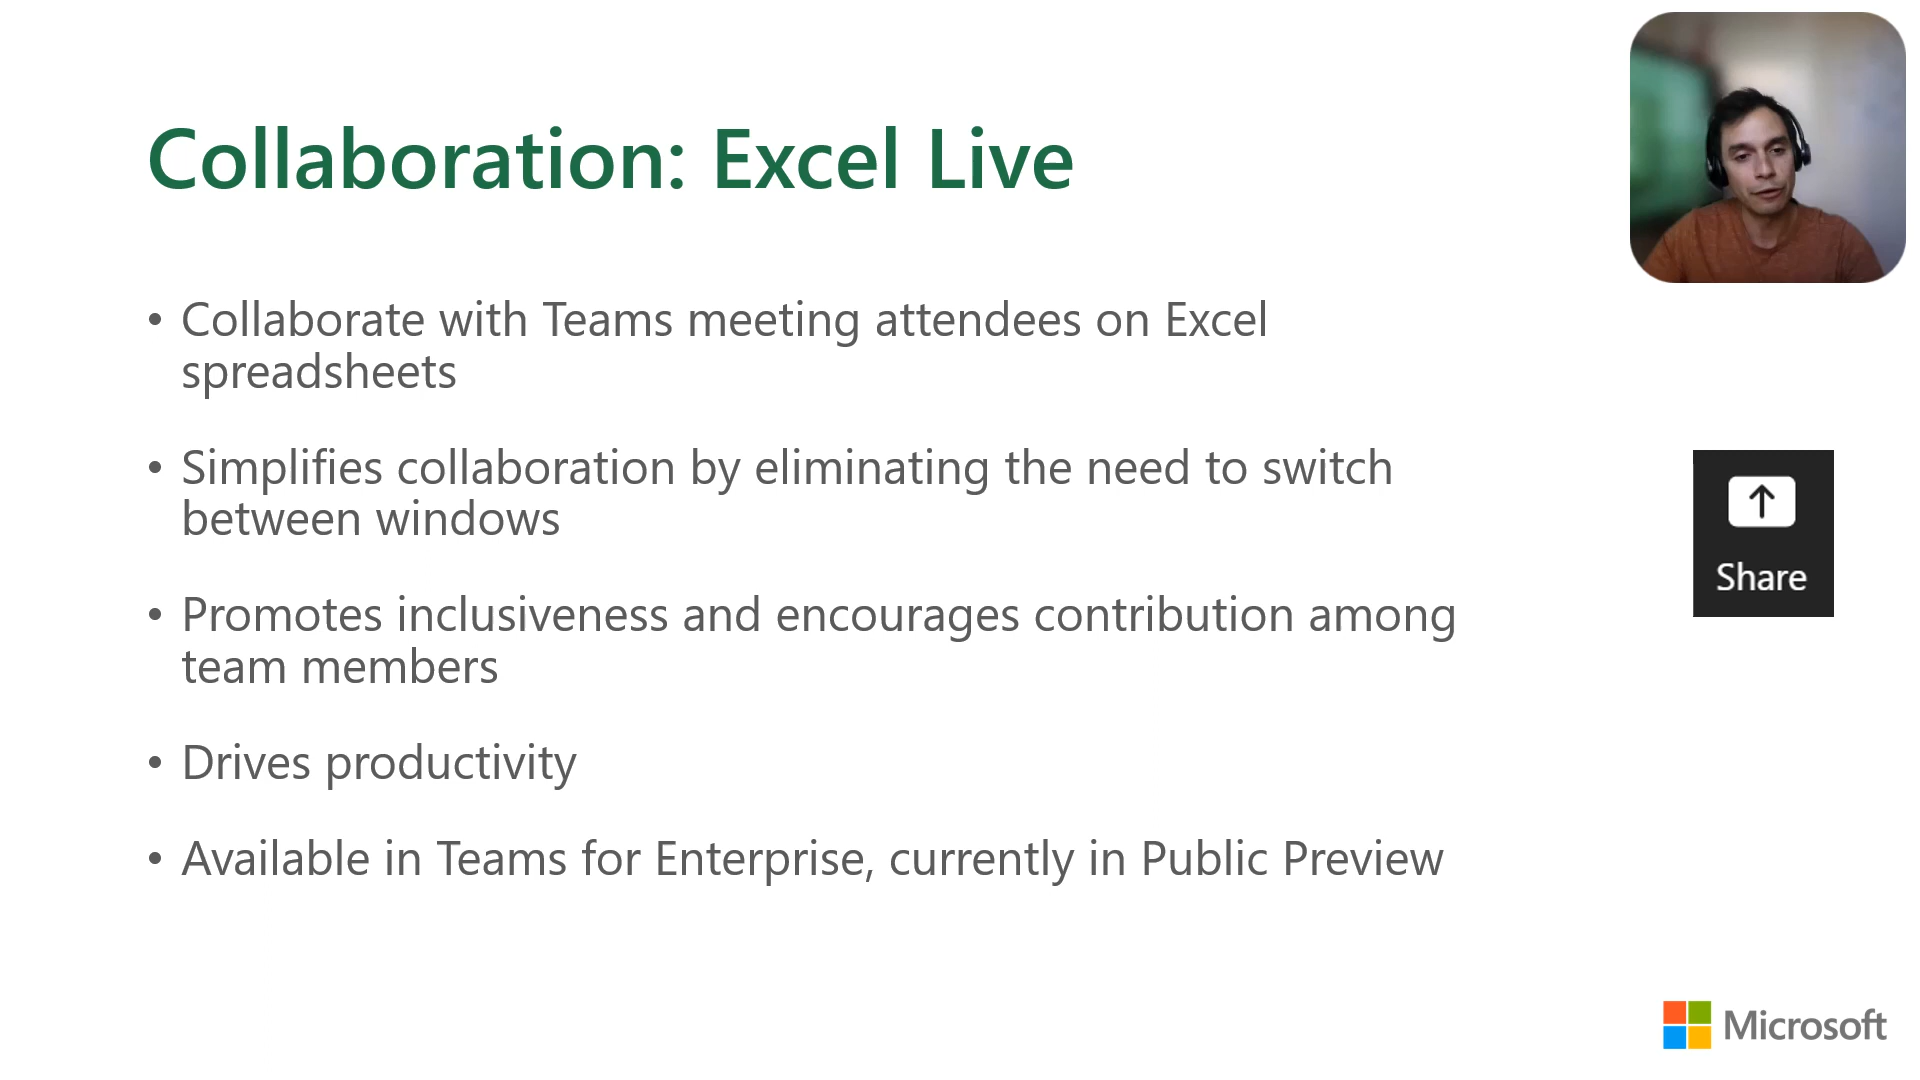 Collaboration: Excel Live
• Collaborate with Teams meeting attendees on Excel
spreadsheets
• Simplifies collaboration by eliminating the need to switch
between windows
• Promotes inclusiveness and encourages contribution among
team members
• Drives productivity
• Available in Teams for Enterprise, currently in Public Preview
Share
Microsoft